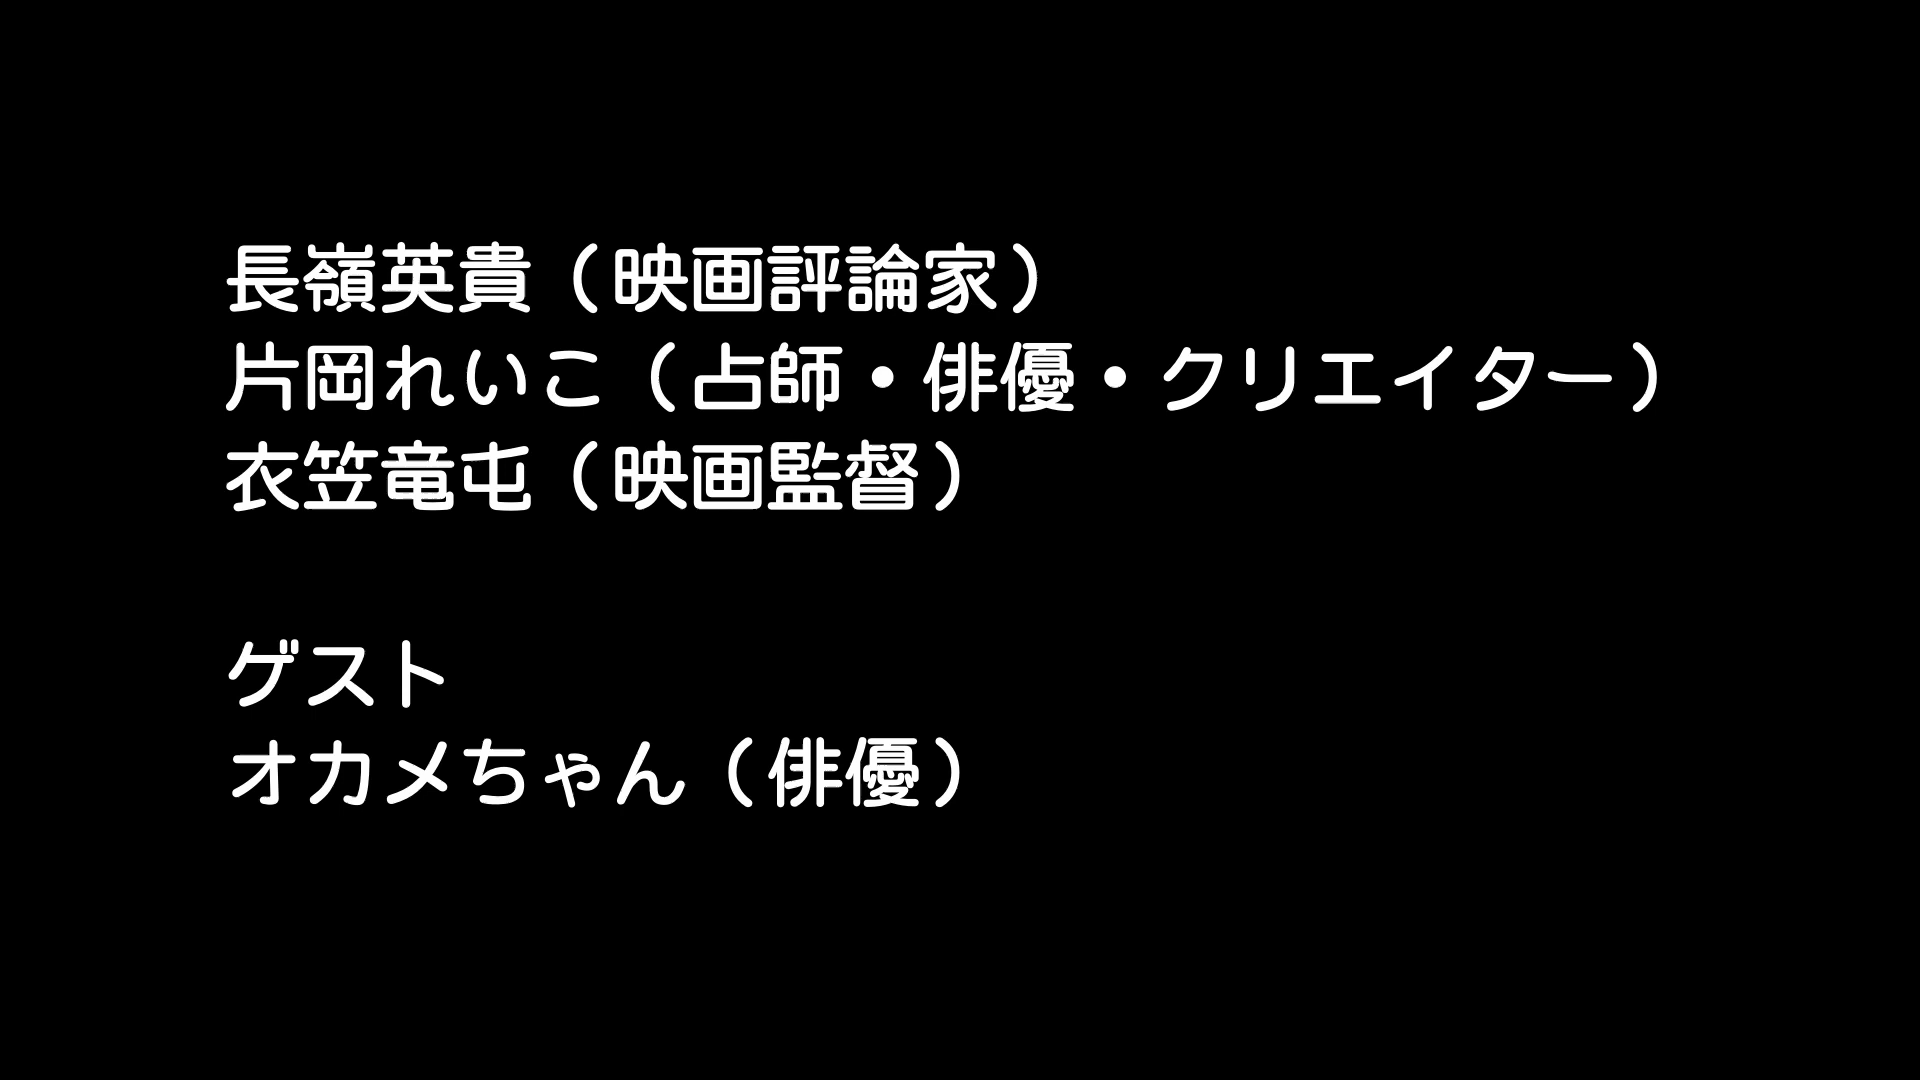 長嶺英貴（映画評論家）
片岡れいこ（占師・俳優・クリエイター）
衣笠竜屯（映画監督）
ゲスト
オカメちゃん（俳優）